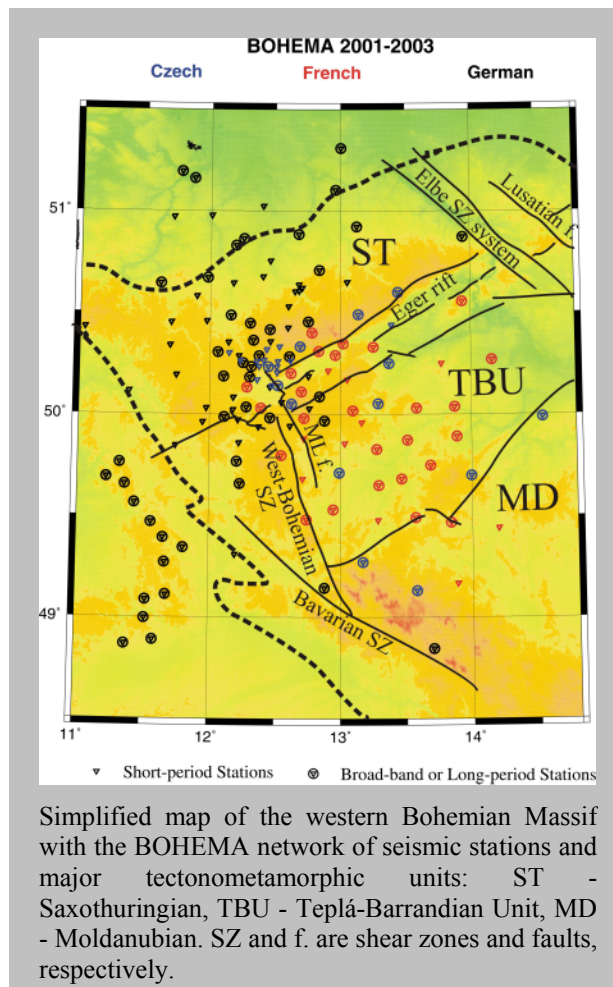 BOHEMA 2001-2003
Czech French German
51°
50°
49°
11° 12° 13° 14°
ST
Elbe SZ system
Lusatian f.
Eger rift
TBU
ML f.
West-Bohemian
SZ
MD
Bavarian SZ
Short-period Stations Broad-band or Long-period Stations
Simplified map of the western Bohemian Massif
with the BOHEMA network of seismic stations and
major tectonometamorphic units: ST -
Saxothuringian, TBU - Teplá-Barrandian Unit, MD
- Moldanubian. SZ and f. are shear zones and faults,
respectively.